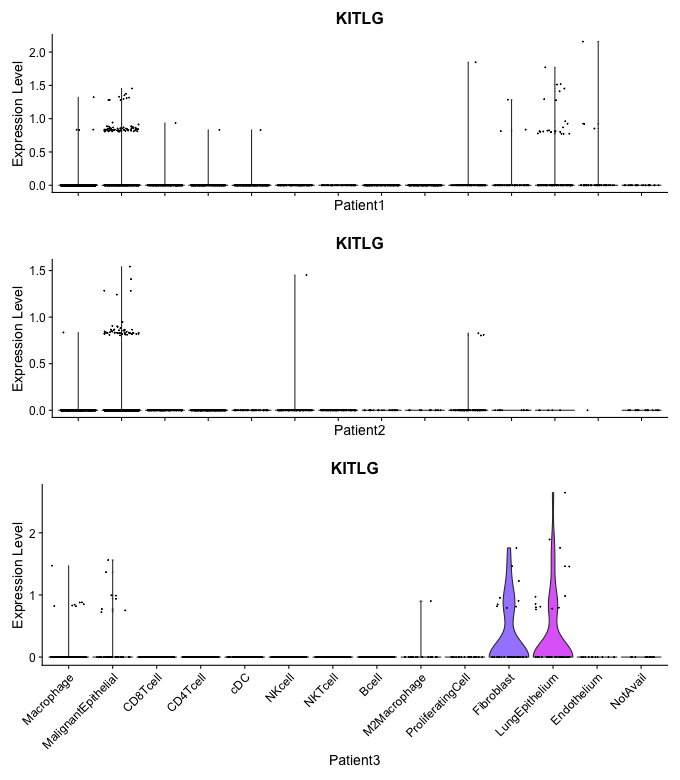 KITLG
Expression Level
2.0
1.5
1.0
0.5
0.0
Patient1
KITLG
Expression Level
1.5
1.0
0.5
0.0
Patient2
KITLG
Expression Level
2
1
0
Macrophage
MalignantEpithelial
CD8Tcell
CD4Tcell
cDC
NKcell
NKTcell
Bcell
M2Macrophage
ProliferatingCell
Fibroblast
LungEpithelium
Endothelium
NotAvail
Patient3